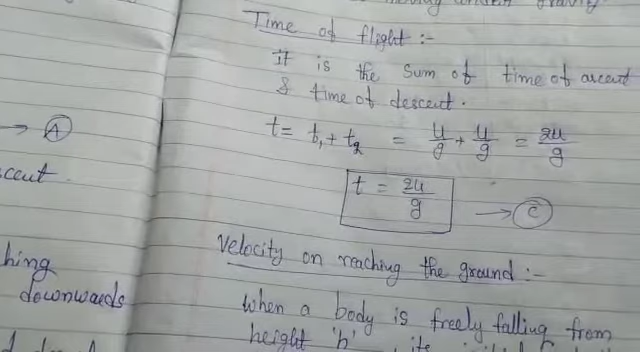 Time of flight :-
it is the sum of time of ascent
& time of descent.
→ A
t = t₁ + t₂ = u/g + u/g = 2u/g
scent.
t = 2u/g → C
Velocity on reaching the ground :-
hing
downwards
when a body is freely falling from
height 'h'